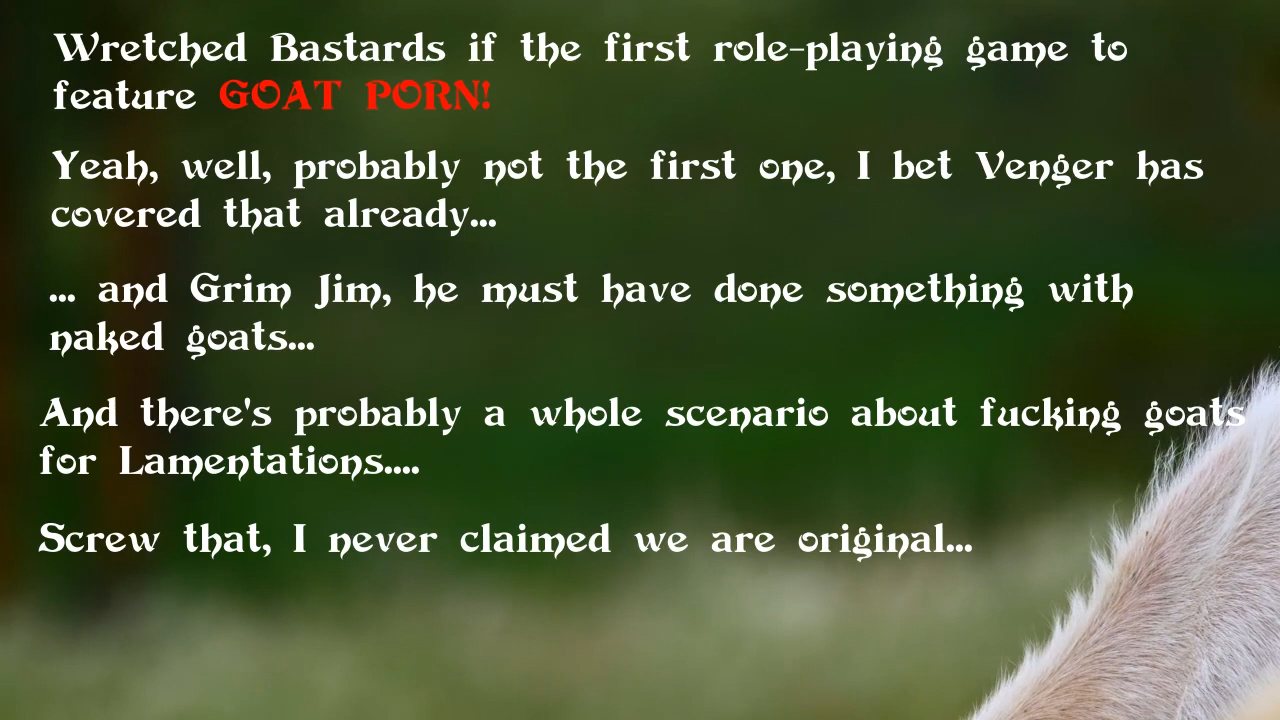 Wretched Bastards if the first role-playing game to
feature GOAT PORN!
Yeah, well, probably not the first one, I bet Venger has
covered that already...
... and Grim Jim, he must have done something with
naked goats...
And there's probably a whole scenario about fucking goats
for Lamentations....
Screw that, I never claimed we are original...